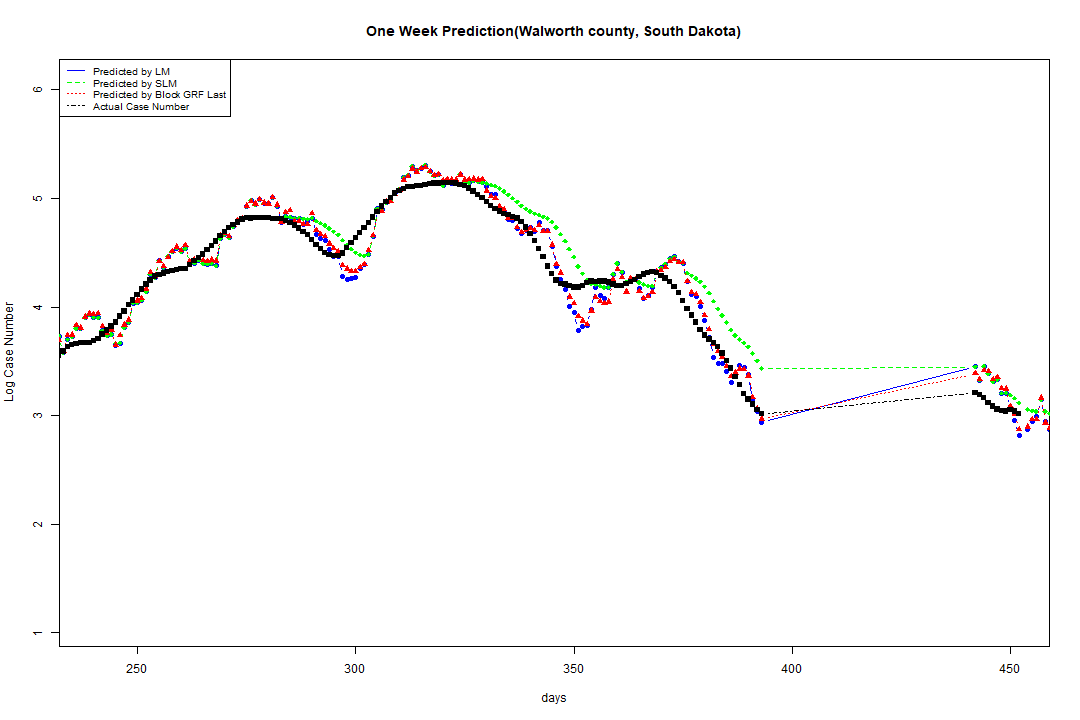 One Week Prediction(Walworth county, South Dakota)
Predicted by LM
Predicted by SLM
Predicted by Block GRF Last
Actual Case Number
6
5
4
3
2
1
Log Case Number
250 300 350 400 450
days